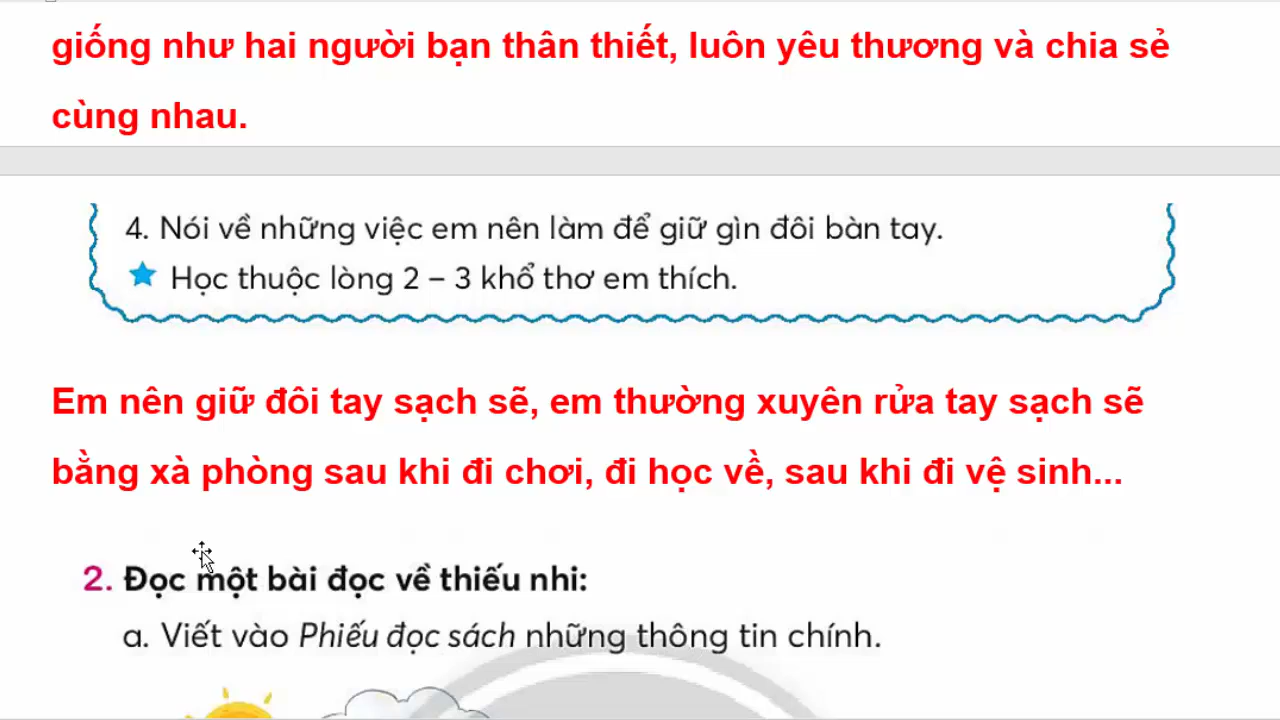 giống như hai người bạn thân thiết, luôn yêu thương và chia sẻ
cùng nhau.
4. Nói về những việc em nên làm để giữ gìn đôi bàn tay.
Học thuộc lòng 2 – 3 khổ thơ em thích.
Em nên giữ đôi tay sạch sẽ, em thường xuyên rửa tay sạch sẽ
bằng xà phòng sau khi đi chơi, đi học về, sau khi đi vệ sinh...
2. Đọc một bài đọc về thiếu nhi:
a. Viết vào Phiếu đọc sách những thông tin chính.